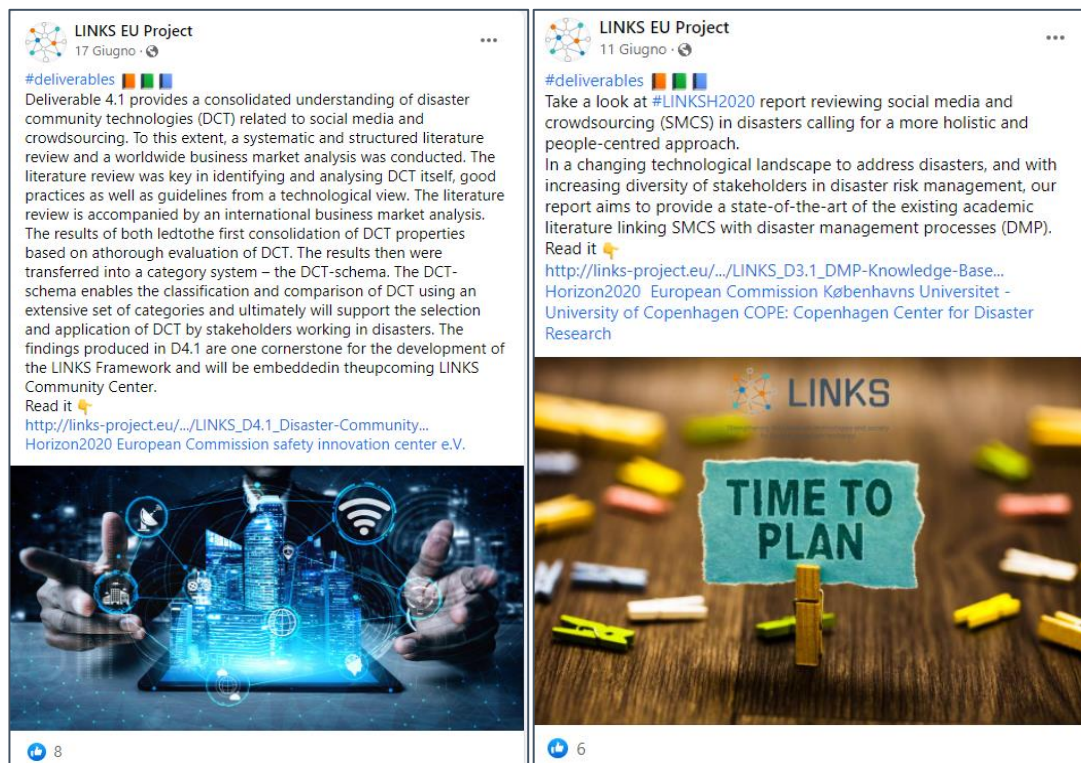 LINKS EU Project
17 Giugno ·
#deliverables
Deliverable 4.1 provides a consolidated understanding of disaster
community technologies (DCT) related to social media and
crowdsourcing. To this extent, a systematic and structured literature
review and a worldwide business market analysis was conducted. The
literature review was key in identifying and analysing DCT itself, good
practices as well as guidelines from a technological view. The literature
review is accompanied by an international business market analysis.
The results of both ledtothe first consolidation of DCT properties
based on athorough evaluation of DCT. The results then were
transferred into a category system – the DCT-schema. The DCT-
schema enables the classification and comparison of DCT using an
extensive set of categories and ultimately will support the selection
and application of DCT by stakeholders working in disasters. The
findings produced in D4.1 are one cornerstone for the development of
the LINKS Framework and will be embeddedin theupcoming LINKS
Community Center.
Read it 👇
http://links-project.eu/.../LINKS_D4.1_Disaster-Community...
Horizon2020 European Commission safety innovation center e.V.
8
LINKS EU Project
11 Giugno ·
#deliverables
Take a look at #LINKSH2020 report reviewing social media and
crowdsourcing (SMCS) in disasters calling for a more holistic and
people-centred approach.
In a changing technological landscape to address disasters, and with
increasing diversity of stakeholders in disaster risk management, our
report aims to provide a state-of-the-art of the existing academic
literature linking SMCS with disaster management processes (DMP).
Read it 👇
http://links-project.eu/.../LINKS_D3.1_DMP-Knowledge-Base...
Horizon2020 European Commission Københavns Universitet -
University of Copenhagen COPE: Copenhagen Center for Disaster
Research
LINKS
TIME TO
PLAN
6